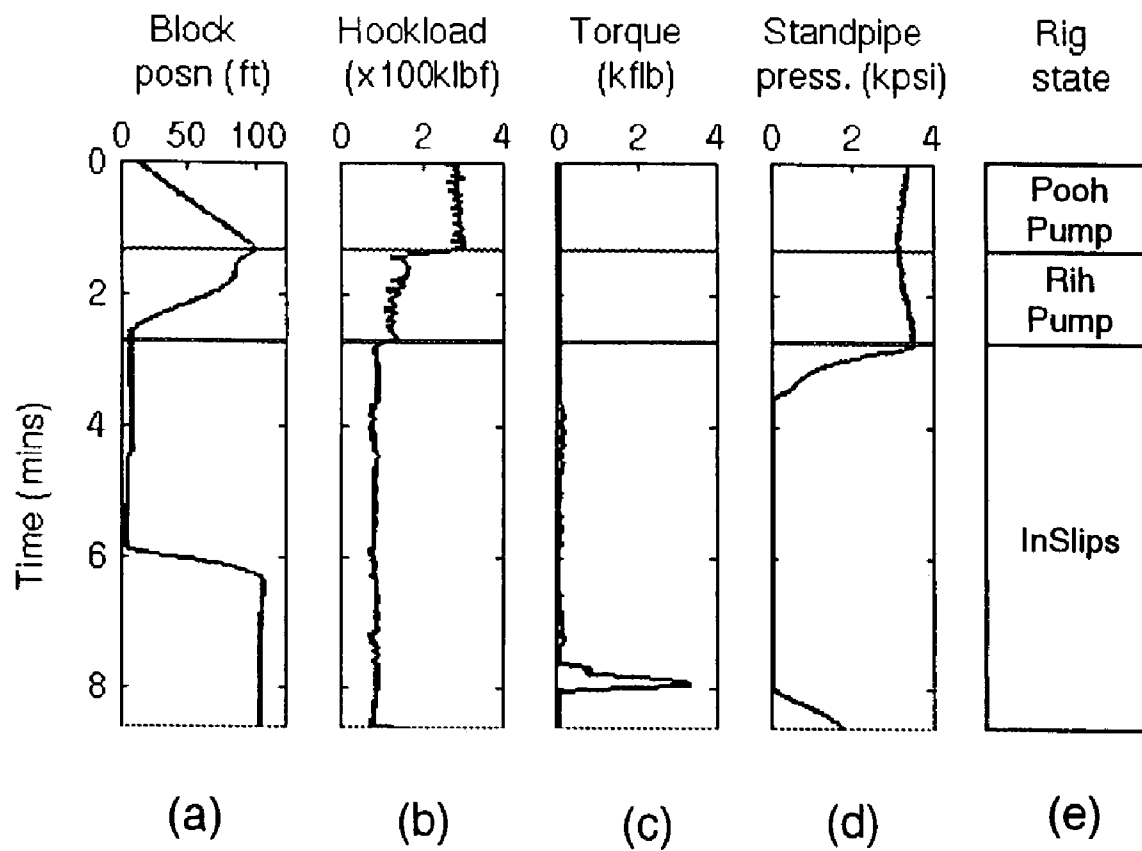 Block
posn (ft)
Hookload
(x100klbf)
Torque
(kflb)
Standpipe
press. (kpsi)
Rig
state
0 50 100
0 2 4
0 2 4
0 2 4
0
2
4
6
8
Time (mins)
Pooh
Pump
Rih
Pump
InSlips
(a)
(b)
(c)
(d)
(e)